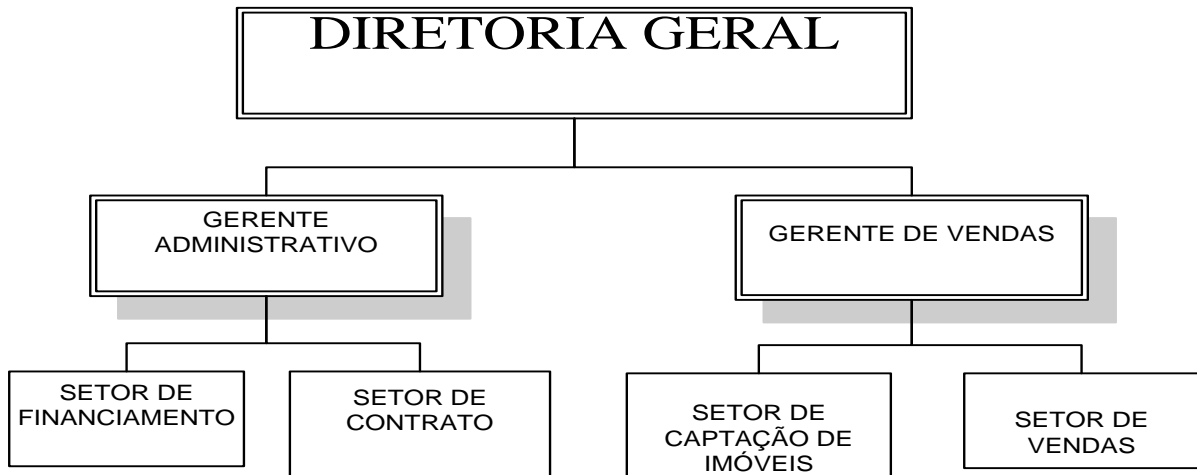 DIRETORIA GERAL
GERENTE
ADMINISTRATIVO
GERENTE DE VENDAS
SETOR DE
FINANCIAMENTO
SETOR DE
CONTRATO
SETOR DE
CAPTAÇÃO DE
IMÓVEIS
SETOR DE
VENDAS